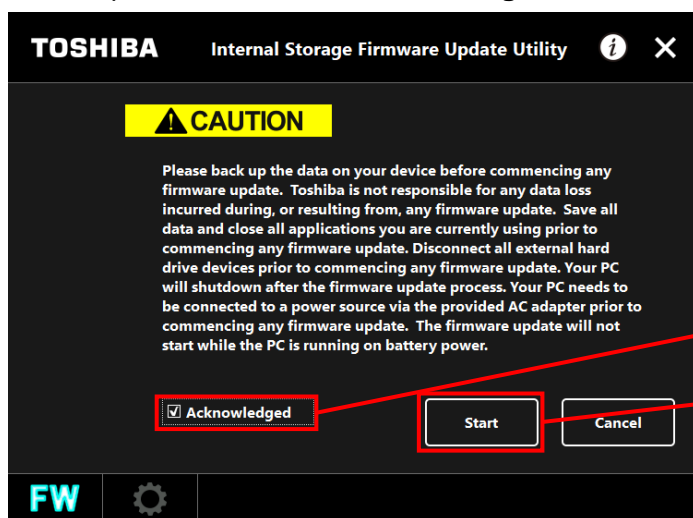 TOSHIBA Internal Storage Firmware Update Utility
CAUTION
Please back up the data on your device before commencing any
firmware update. Toshiba is not responsible for any data loss
incurred during, or resulting from, any firmware update. Save all
data and close all applications you are currently using prior to
commencing any firmware update. Disconnect all external hard
drive devices prior to commencing any firmware update. Your PC
will shutdown after the firmware update process. Your PC needs to
be connected to a power source via the provided AC adapter prior to
commencing any firmware update. The firmware update will not
start while the PC is running on battery power.
Acknowledged
Start
Cancel
FW